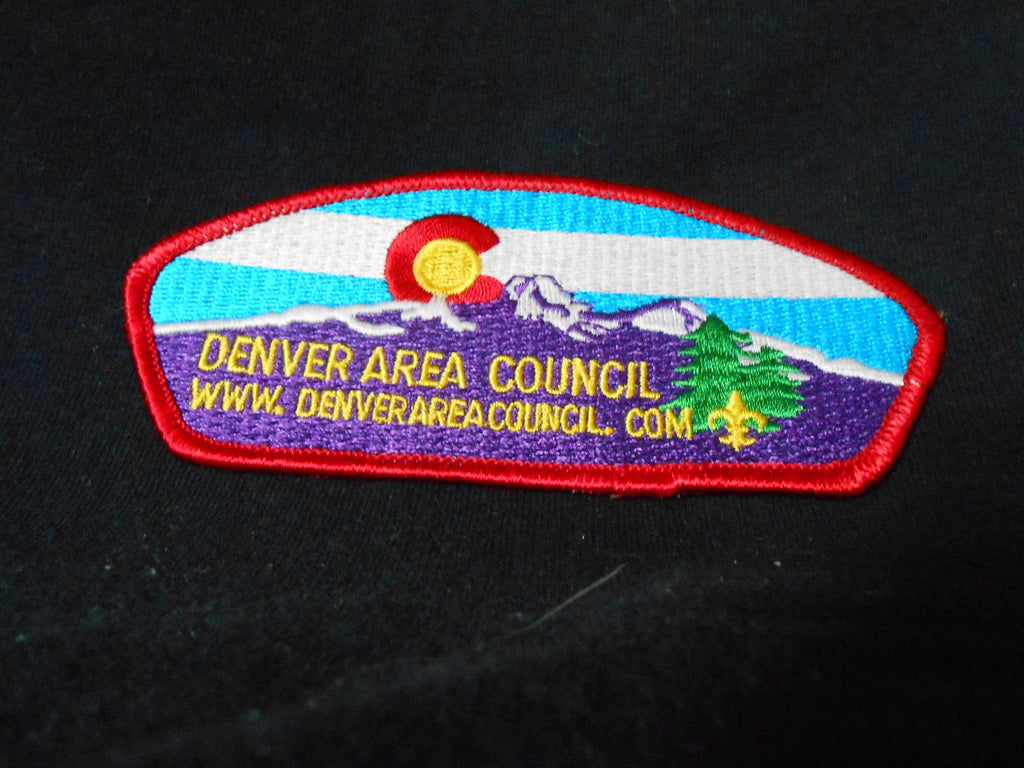 DENVER AREA COUNCIL
WWW. DENVERAREACOUNCIL. COM